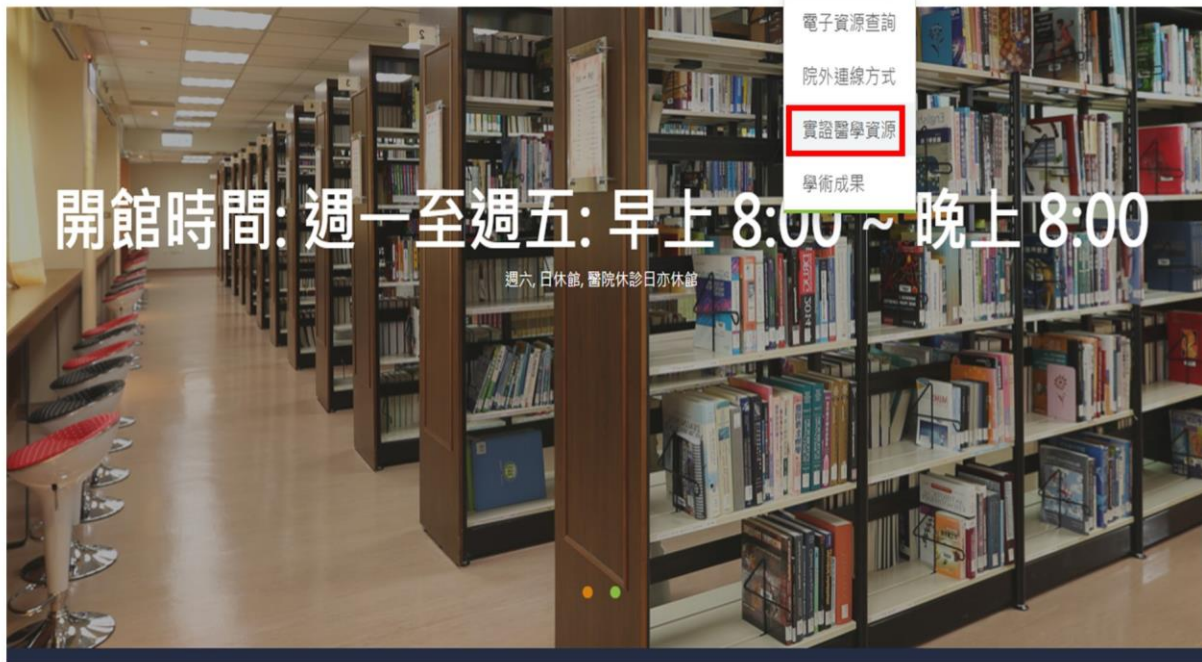 電子資源查詢
院外連線方式
實證醫學資源
學術成果
開館時間: 週一至週五: 早上 8:00 ~ 晚上 8:00
週六, 日休館, 醫院休診日亦休館